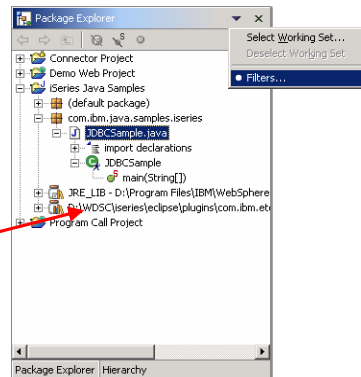 Package Explorer
Select Working Set...
Deselect Working Set
Filters...
Connector Project
Demo Web Project
iSeries Java Samples
(default package)
com.ibm.java.samples.iseries
JDBCSample.java
import declarations
JDBCSample
main(String[])
JRE_LIB - D:\Program Files\IBM\WebSphere
D:\WDSC\iseries\eclipse\plugins\com.ibm.et
Program Call Project
Package Explorer Hierarchy